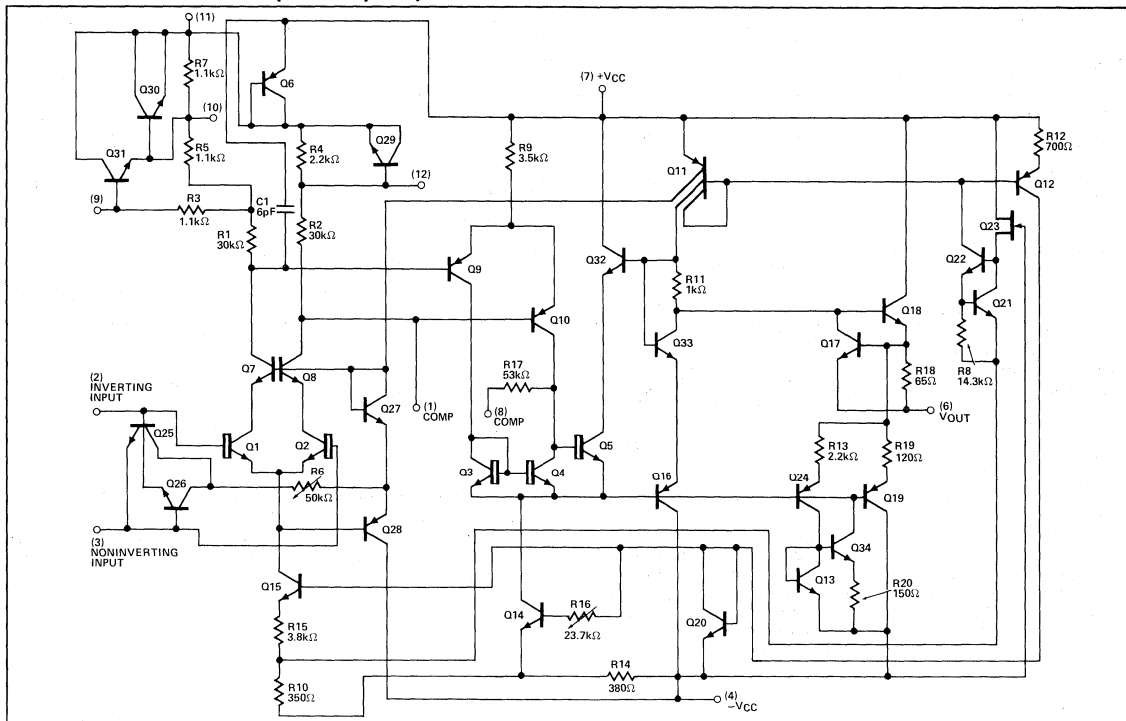 (11)
R7
1.1kΩ
Q30
(10)
Q31
R5
1.1kΩ
(9)
R3
1.1kΩ
R1
30kΩ
C1
6pF
Q6
R4
2.2kΩ
Q29
(12)
R2
30kΩ
(7) +VCC
R9
3.5kΩ
Q11
R12
700Ω
Q12
Q23
Q22
Q21
R8
14.3kΩ
Q9
Q10
Q32
R11
1kΩ
Q33
Q18
Q17
R18
65Ω
(6)
VOUT
Q7
Q8
Q27
R17
53kΩ
(1)
COMP
(8)
COMP
(2)
INVERTING
INPUT
Q25
Q1
Q2
Q26
R6
50kΩ
(3)
NONINVERTING
INPUT
Q28
Q3
Q4
Q5
Q16
R13
2.2kΩ
R19
120Ω
Q24
Q19
Q34
Q13
R20
150Ω
Q15
R15
3.8kΩ
R10
350Ω
Q14
R16
23.7kΩ
Q20
R14
380Ω
(4)
−VCC